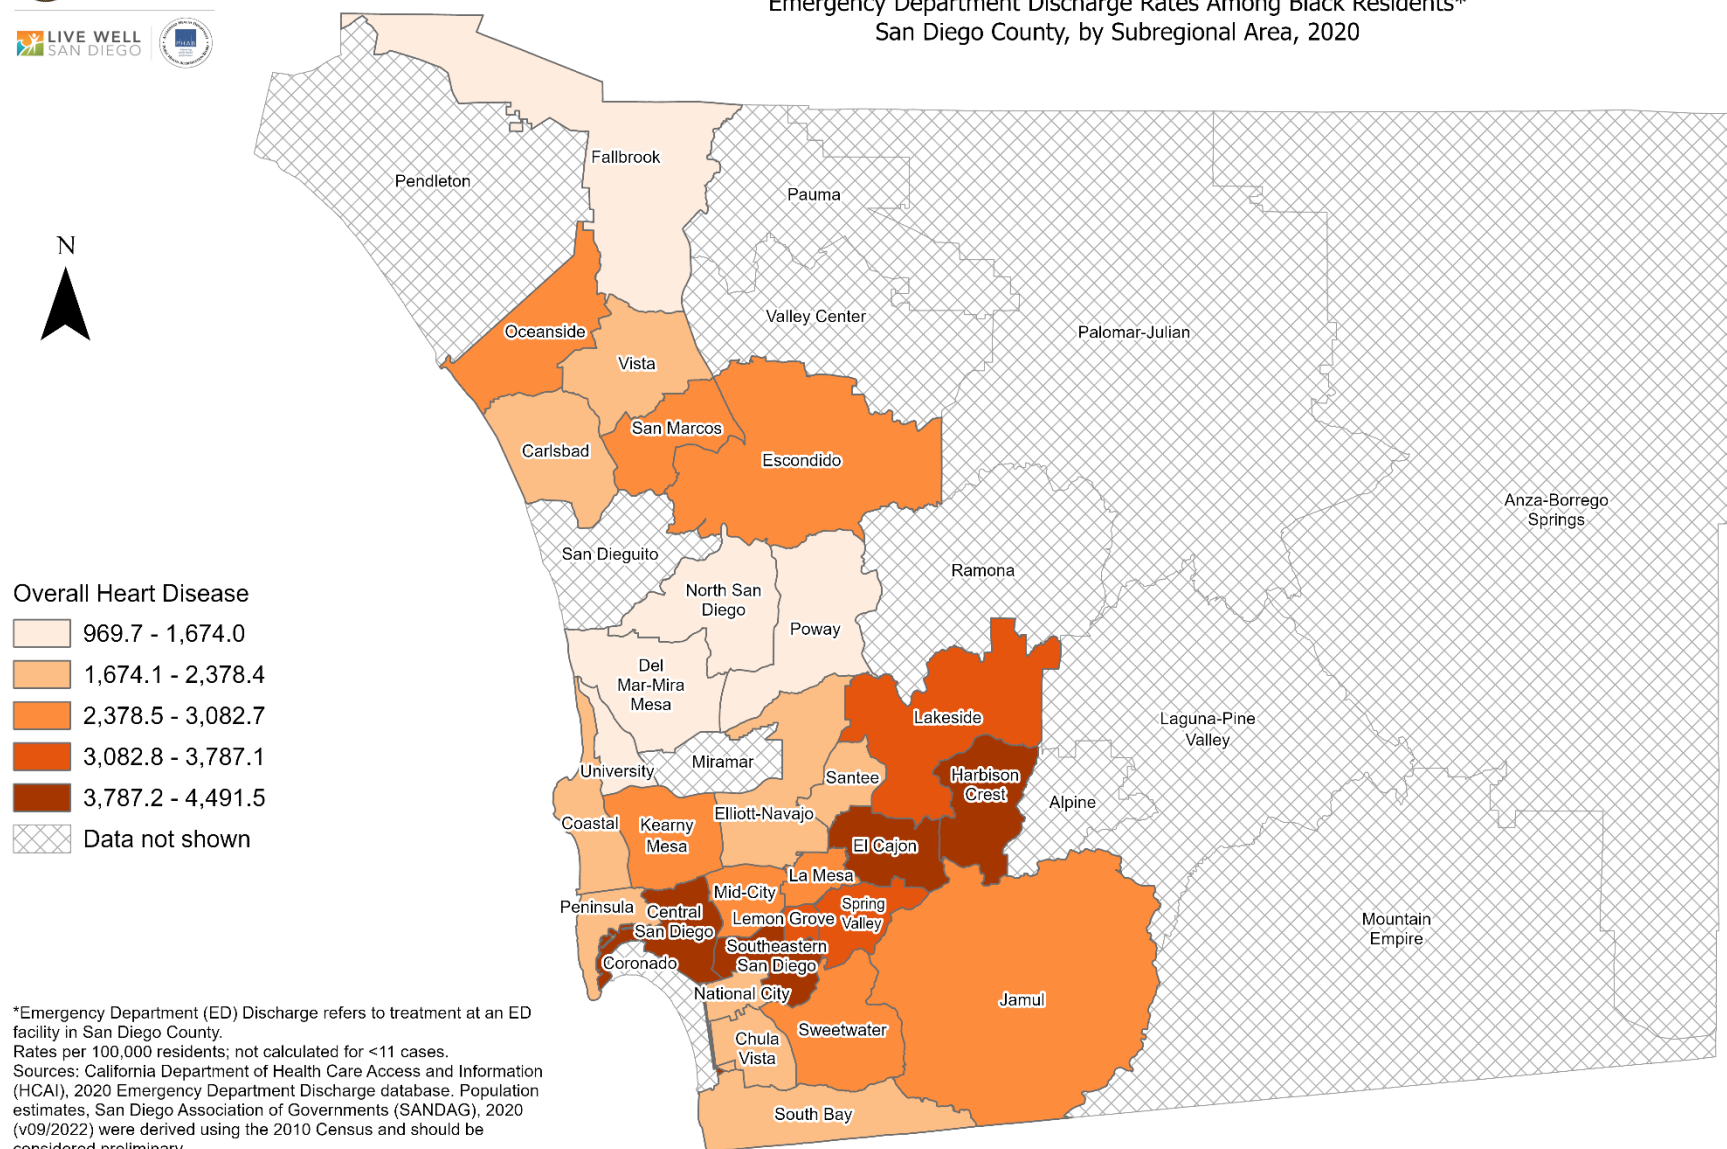 Emergency Department Discharge Rates Among Black Residents*
San Diego County, by Subregional Area, 2020
LIVE WELL
SAN DIEGO
PHAB
N
Fallbrook
Pendleton
Pauma
Valley Center
Palomar-Julian
Oceanside
Vista
San Marcos
Carlsbad
Escondido
Anza-Borrego
Springs
San Dieguito
Ramona
North San
Diego
Poway
Del
Mar-Mira
Mesa
Lakeside
Laguna-Pine
Valley
Miramar
University
Santee
Harbison
Crest
Alpine
Elliott-Navajo
Coastal
Kearny
Mesa
El Cajon
La Mesa
Mid-City
Peninsula
Central
San Diego
Lemon Grove
Spring
Valley
Mountain
Empire
Southeastern
San Diego
Coronado
National City
Jamul
Sweetwater
Chula
Vista
South Bay
Overall Heart Disease
969.7 - 1,674.0
1,674.1 - 2,378.4
2,378.5 - 3,082.7
3,082.8 - 3,787.1
3,787.2 - 4,491.5
Data not shown
*Emergency Department (ED) Discharge refers to treatment at an ED
facility in San Diego County.
Rates per 100,000 residents; not calculated for <11 cases.
Sources: California Department of Health Care Access and Information
(HCAI), 2020 Emergency Department Discharge database. Population
estimates, San Diego Association of Governments (SANDAG), 2020
(v09/2022) were derived using the 2010 Census and should be
considered preliminary.